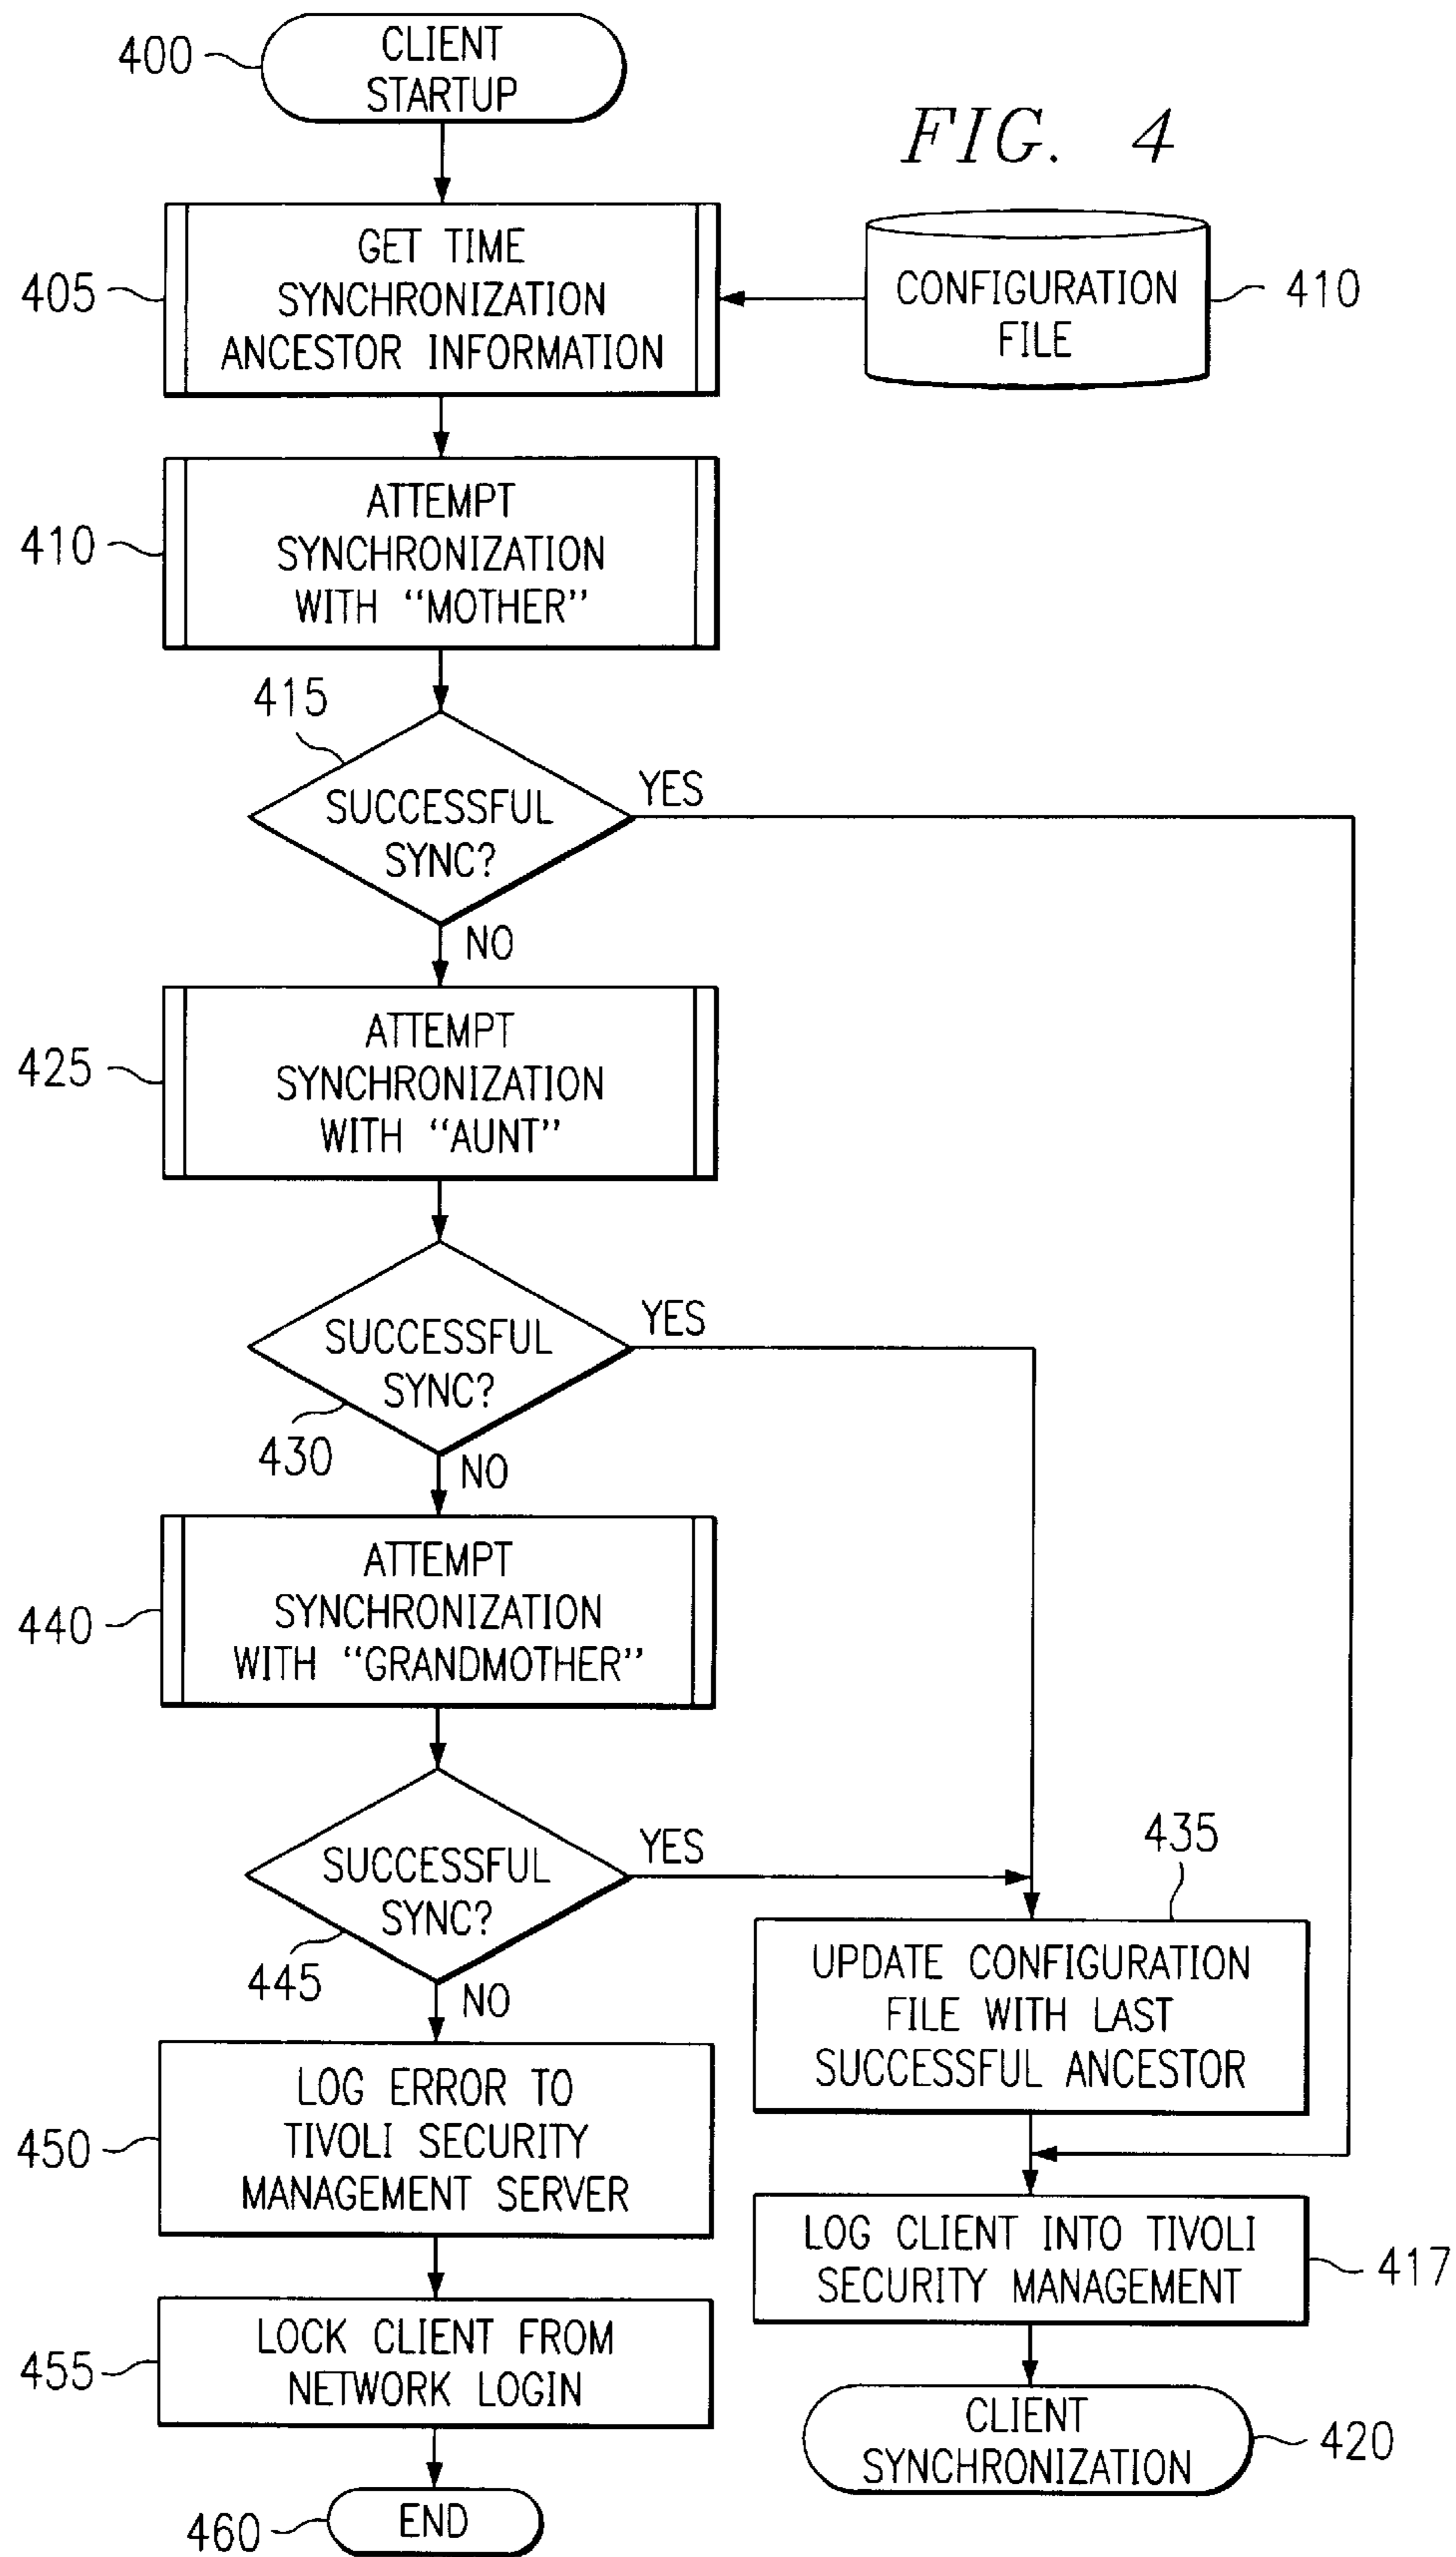 400
CLIENT
STARTUP
FIG. 4
405
GET TIME
SYNCHRONIZATION
ANCESTOR INFORMATION
CONFIGURATION
FILE
410
410
ATTEMPT
SYNCHRONIZATION
WITH “MOTHER”
415
SUCCESSFUL
SYNC?
YES
NO
425
ATTEMPT
SYNCHRONIZATION
WITH “AUNT”
SUCCESSFUL
SYNC?
YES
430
NO
440
ATTEMPT
SYNCHRONIZATION
WITH “GRANDMOTHER”
SUCCESSFUL
SYNC?
YES
445
NO
435
UPDATE CONFIGURATION
FILE WITH LAST
SUCCESSFUL ANCESTOR
450
LOG ERROR TO
TIVOLI SECURITY
MANAGEMENT SERVER
LOG CLIENT INTO TIVOLI
SECURITY MANAGEMENT
417
455
LOCK CLIENT FROM
NETWORK LOGIN
CLIENT
SYNCHRONIZATION
420
460
END